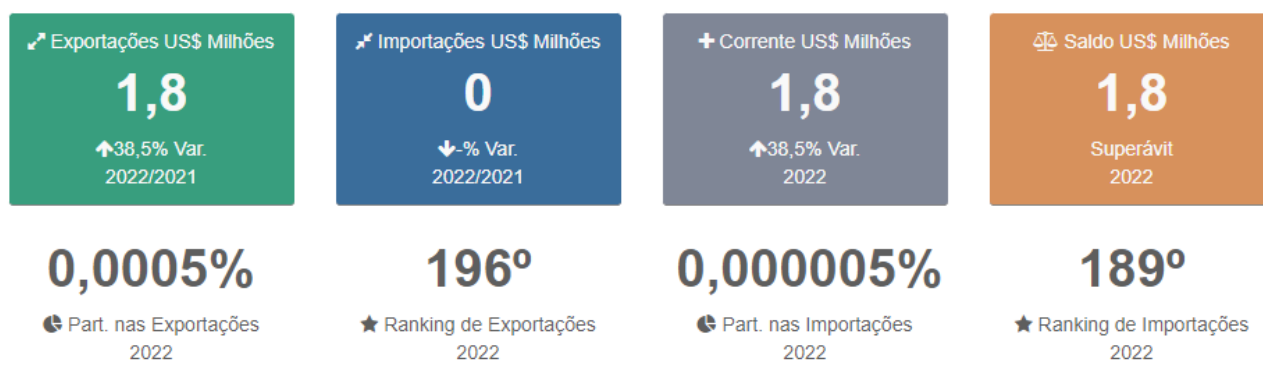 Exportações US$ Milhões
1,8
38,5% Var.
2022/2021
Importações US$ Milhões
0
-% Var.
2022/2021
Corrente US$ Milhões
1,8
38,5% Var.
2022
Saldo US$ Milhões
1,8
Superávit
2022
0,0005%
Part. nas Exportações
2022
196º
Ranking de Exportações
2022
0,000005%
Part. nas Importações
2022
189º
Ranking de Importações
2022